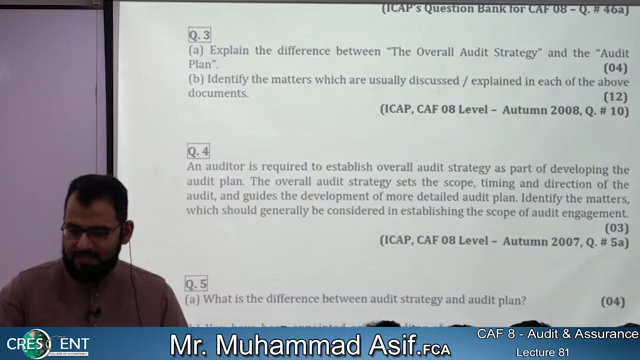 (ICAP's Question Bank for CAF 08 – Q. # 46a)
Q. 3
(a) Explain the difference between "The Overall Audit Strategy" and the "Audit
Plan".
(04)
(b) Identify the matters which are usually discussed / explained in each of the above
documents.
(12)
(ICAP, CAF 08 Level – Autumn 2008, Q. # 10)
Q. 4
An auditor is required to establish overall audit strategy as part of developing the
audit plan. The overall audit strategy sets the scope, timing and direction of the
audit, and guides the development of more detailed audit plan. Identify the matters,
which should generally be considered in establishing the scope of audit engagement.
(03)
(ICAP, CAF 08 Level – Autumn 2007, Q. # 5a)
Q. 5
(a) What is the difference between audit strategy and audit plan?
(04)
CRESCENT
COLLEGE OF ACCOUNTANCY
Mr. Muhammad Asif.FCA
CAF 8 - Audit & Assurance
Lecture 81